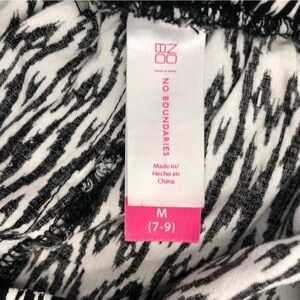 NO
BO
NO BOUNDARIES
Made in/
Hecho en
China
M
(7-9)